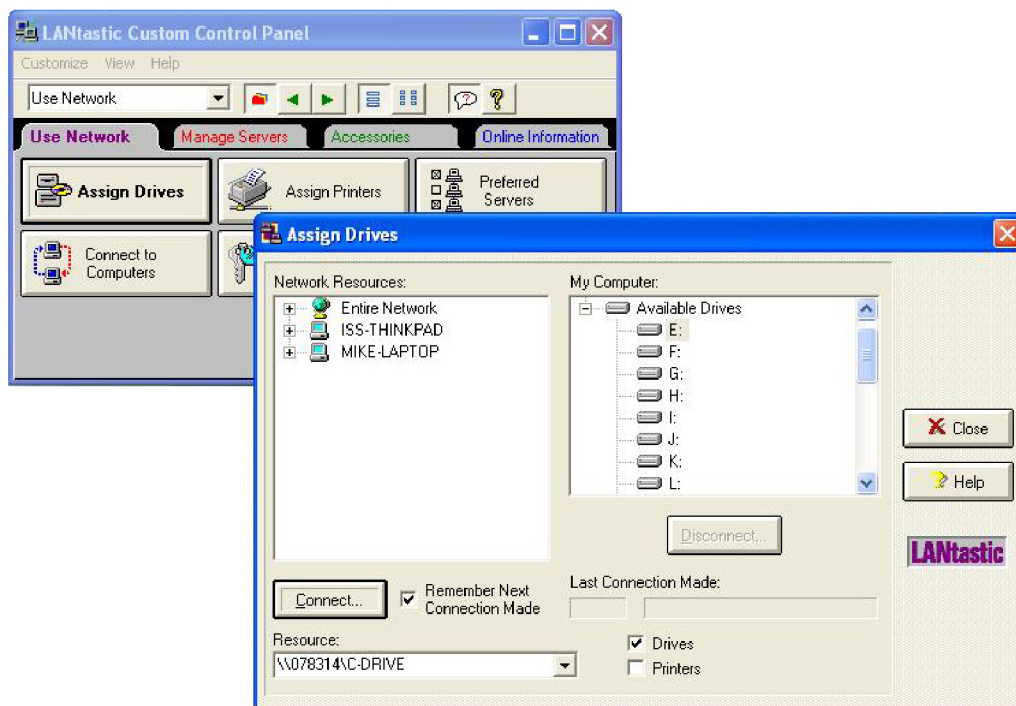 LANtastic Custom Control Panel
Customize View Help
Use Network
Use Network Manage Servers Accessories Online Information
Assign Drives
Assign Printers
Preferred
Servers
Connect to
Computers
Assign Drives
Network Resources:
Entire Network
ISS-THINKPAD
MIKE-LAPTOP
My Computer:
Available Drives
E:
F:
G:
H:
I:
J:
K:
L:
Disconnect...
Connect...
Remember Next
Connection Made
Last Connection Made:
Resource:
\\078314\C-DRIVE
Drives
Printers
Close
Help
LANtastic